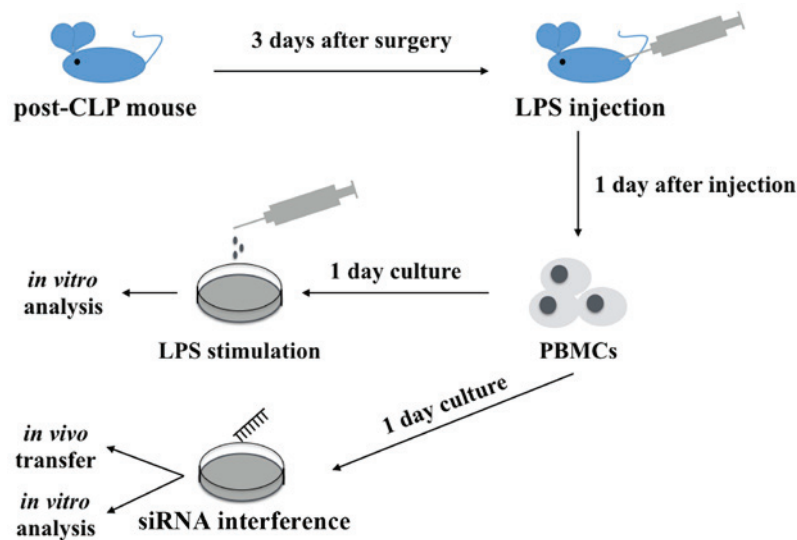 3 days after surgery
post-CLP mouse
LPS injection
1 day after injection
1 day culture
in vitro
analysis
LPS stimulation
PBMCs
1 day culture
in vivo
transfer
in vitro
analysis
siRNA interference